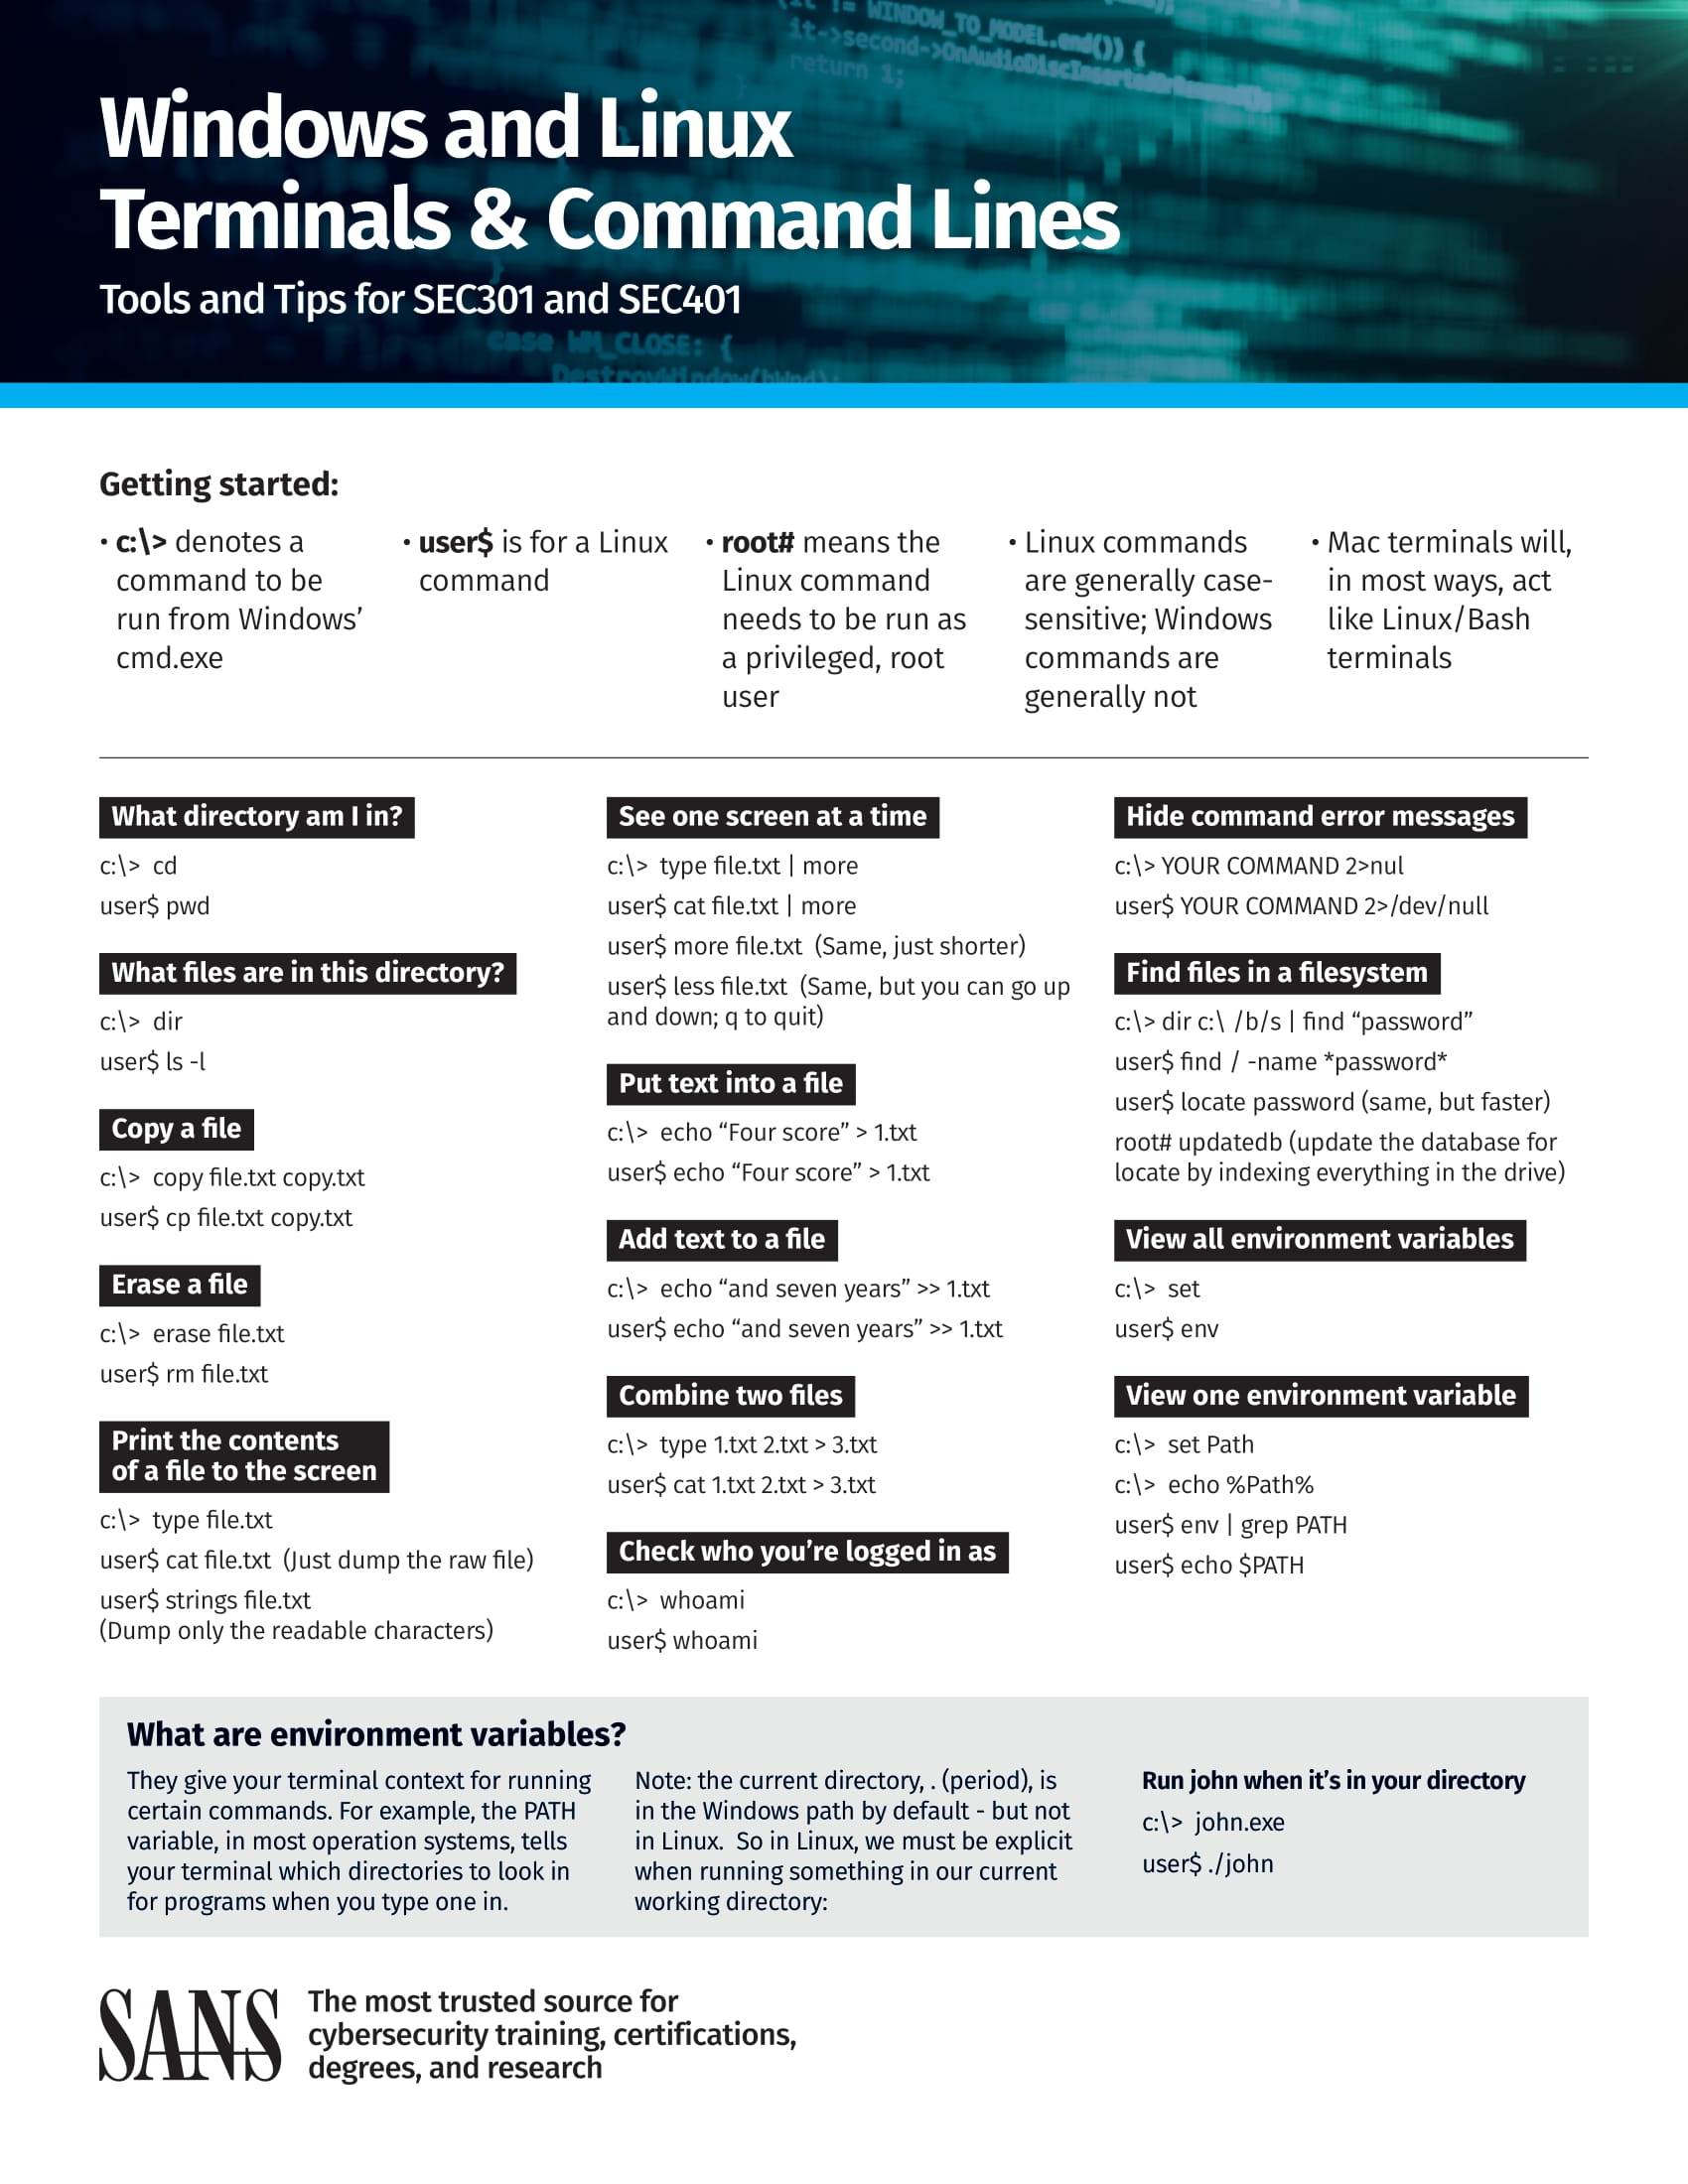 it != WINDOW_TO_MODEL.end()) {
it->second->OnAudioDiscInserted
return 1;
}
Windows and Linux
Terminals & Command Lines
}
Tools and Tips for SEC301 and SEC401
case WM_CLOSE: {
DestroyWindow(hWnd);
Getting started:
• c:\> denotes a
command to be
run from Windows’
cmd.exe
• user$ is for a Linux
command
• root# means the
Linux command
needs to be run as
a privileged, root
user
• Linux commands
are generally case-
sensitive; Windows
commands are
generally not
• Mac terminals will,
in most ways, act
like Linux/Bash
terminals
What directory am I in?
c:\> cd
user$ pwd
What files are in this directory?
c:\> dir
user$ ls -l
Copy a file
c:\> copy file.txt copy.txt
user$ cp file.txt copy.txt
Erase a file
c:\> erase file.txt
user$ rm file.txt
Print the contents
of a file to the screen
c:\> type file.txt
user$ cat file.txt (Just dump the raw file)
user$ strings file.txt
(Dump only the readable characters)
See one screen at a time
c:\> type file.txt | more
user$ cat file.txt | more
user$ more file.txt (Same, just shorter)
user$ less file.txt (Same, but you can go up
and down; q to quit)
Put text into a file
c:\> echo “Four score” > 1.txt
user$ echo “Four score” > 1.txt
Add text to a file
c:\> echo “and seven years” >> 1.txt
user$ echo “and seven years” >> 1.txt
Combine two files
c:\> type 1.txt 2.txt > 3.txt
user$ cat 1.txt 2.txt > 3.txt
Check who you’re logged in as
c:\> whoami
user$ whoami
Hide command error messages
c:\> YOUR COMMAND 2>nul
user$ YOUR COMMAND 2>/dev/null
Find files in a filesystem
c:\> dir c:\ /b/s | find “password”
user$ find / -name *password*
user$ locate password (same, but faster)
root# updatedb (update the database for
locate by indexing everything in the drive)
View all environment variables
c:\> set
user$ env
View one environment variable
c:\> set Path
c:\> echo %Path%
user$ env | grep PATH
user$ echo $PATH
What are environment variables?
They give your terminal context for running
certain commands. For example, the PATH
variable, in most operation systems, tells
your terminal which directories to look in
for programs when you type one in.
Note: the current directory, . (period), is
in the Windows path by default - but not
in Linux. So in Linux, we must be explicit
when running something in our current
working directory:
Run john when it’s in your directory
c:\> john.exe
user$ ./john
SANS
The most trusted source for
cybersecurity training, certifications,
degrees, and research